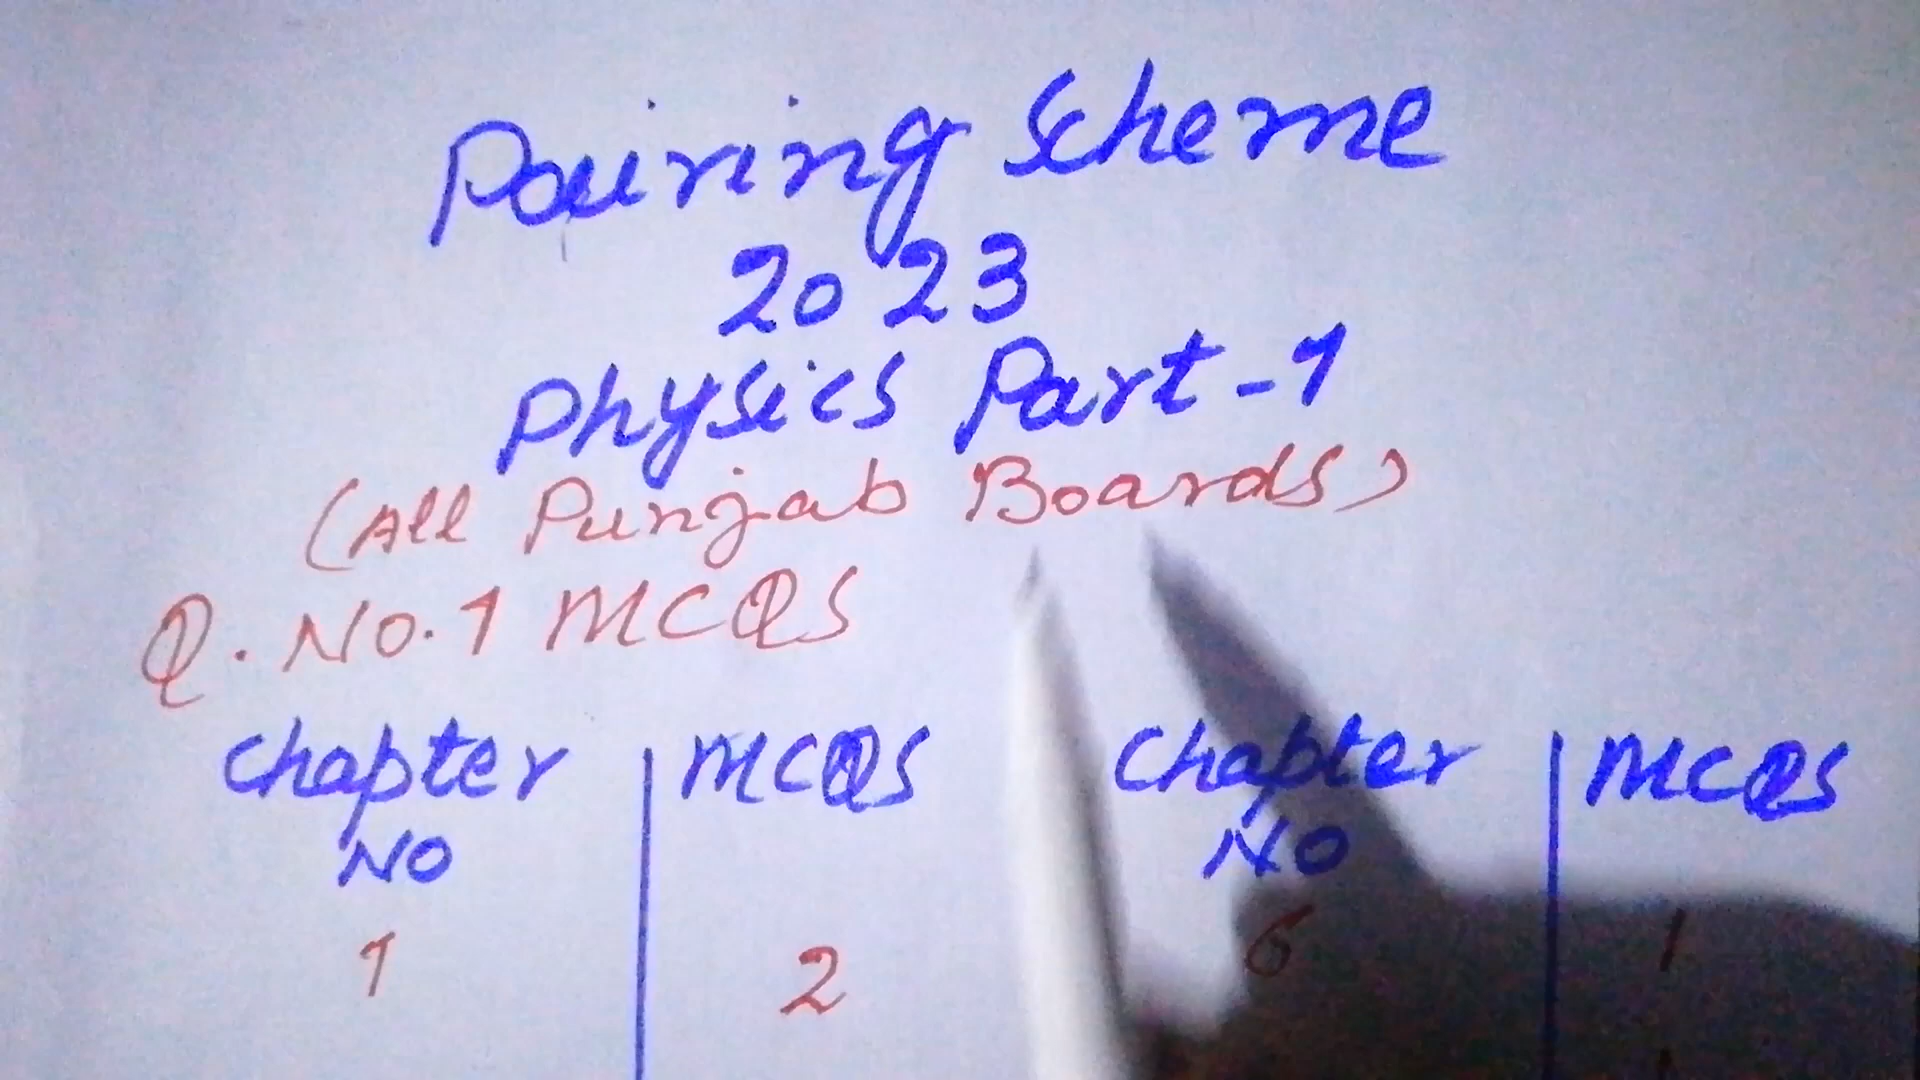 Pairing Scheme
2023
Physics Part-1
(All Punjab Boards)
Q. No. 1 MCQS
Chapter No | MCQS Chapter No | MCQS
1 2 6 1